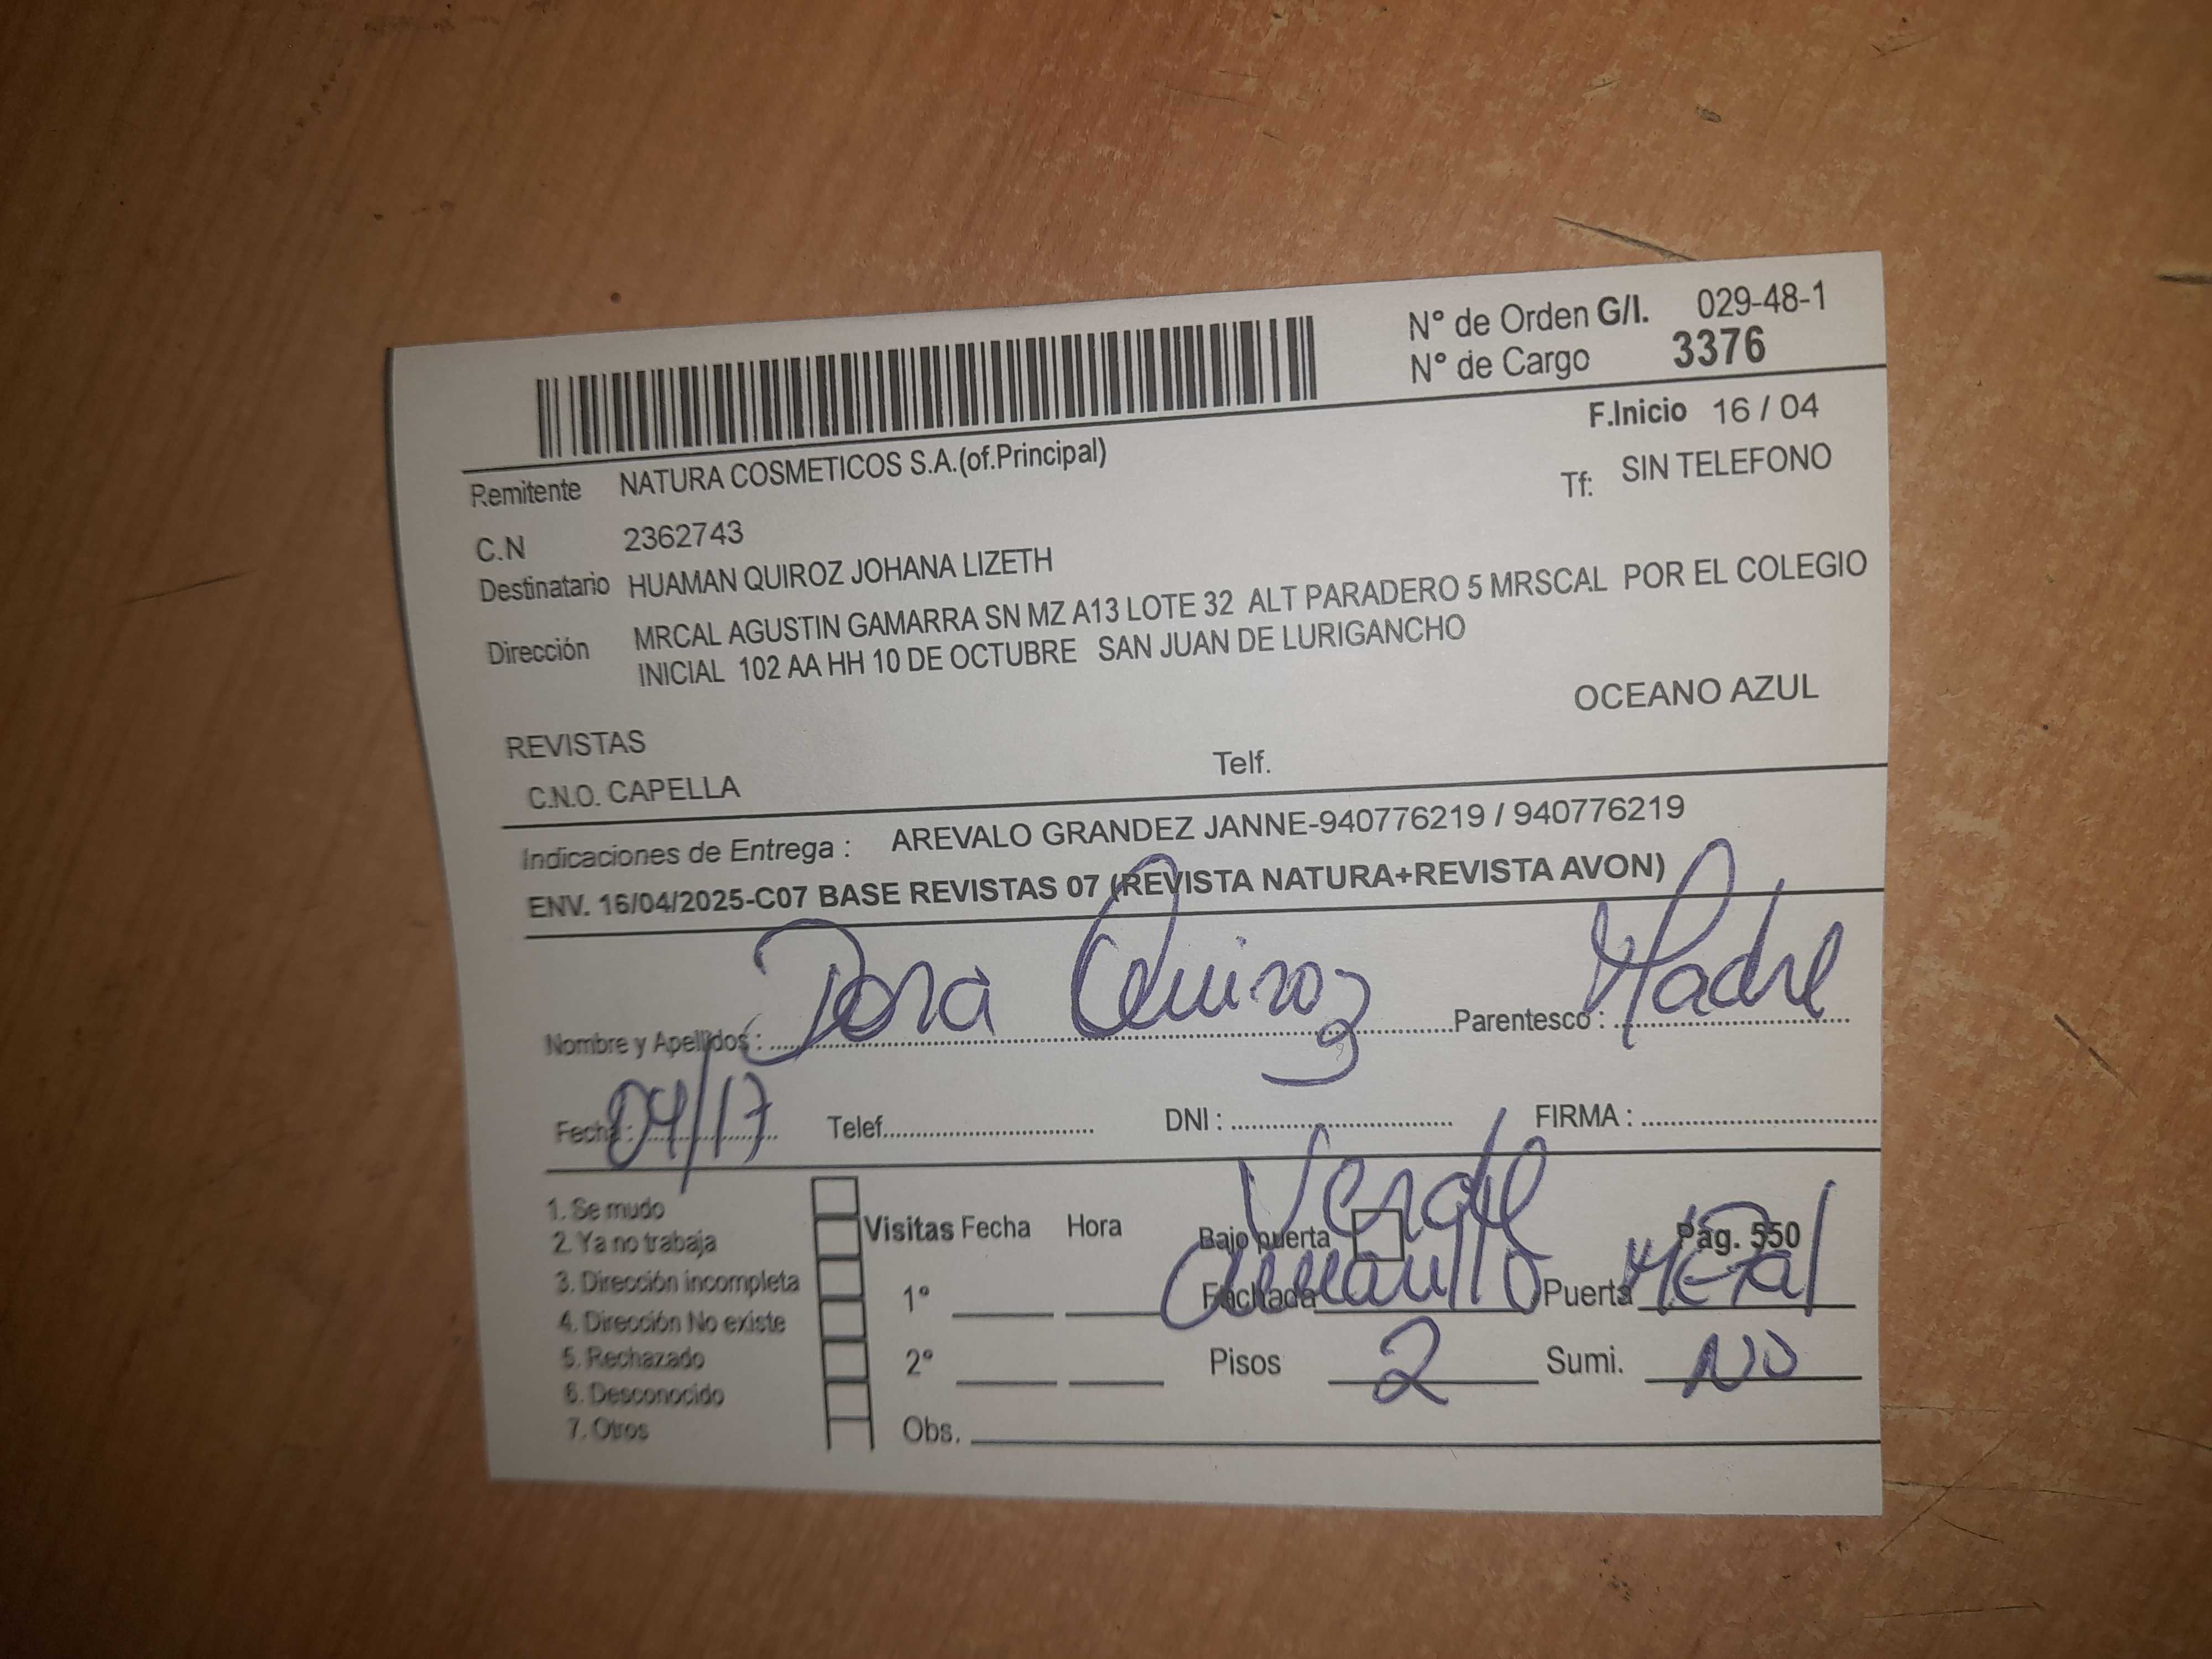 N° de Orden G/I. 029-48-1
N° de Cargo 3376
F.Inicio 16 / 04
Remitente NATURA COSMETICOS S.A.(of.Principal)
Tf: SIN TELEFONO
C.N 2362743
Destinatario HUAMAN QUIROZ JOHANA LIZETH
Dirección MRCAL AGUSTIN GAMARRA SN MZ A13 LOTE 32 ALT PARADERO 5 MRSCAL POR EL COLEGIO
INICIAL 102 AA HH 10 DE OCTUBRE SAN JUAN DE LURIGANCHO
OCEANO AZUL
REVISTAS
C.N.O. CAPELLA Telf.
Indicaciones de Entrega : AREVALO GRANDEZ JANNE-940776219 / 940776219
ENV. 16/04/2025-C07 BASE REVISTAS 07 (REVISTA NATURA+REVISTA AVON)
Nombre y Apellidos : Dora Quiroz Parentesco : Madre
Fecha : 04/17 Telef. DNI : FIRMA :
1. Se mudo
2. Ya no trabaja
3. Dirección incompleta
4. Dirección No existe
5. Rechazado
6. Desconocido
7. Otros
Visitas Fecha Hora
1°
2°
Obs.
Verde
Bajo puerta Pág. 550
Fachada amarillo Puerta Metal
Pisos 2 Sumi. NO